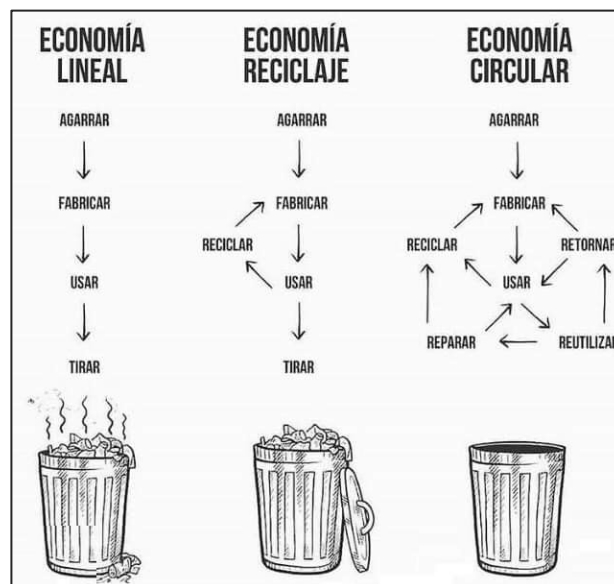 ECONOMÍA
LINEAL
AGARRAR
FABRICAR
USAR
TIRAR
ECONOMÍA
RECICLAJE
AGARRAR
FABRICAR
RECICLAR
USAR
TIRAR
ECONOMÍA
CIRCULAR
AGARRAR
FABRICAR
RECICLAR
RETORNAR
USAR
REPARAR
REUTILIZAR